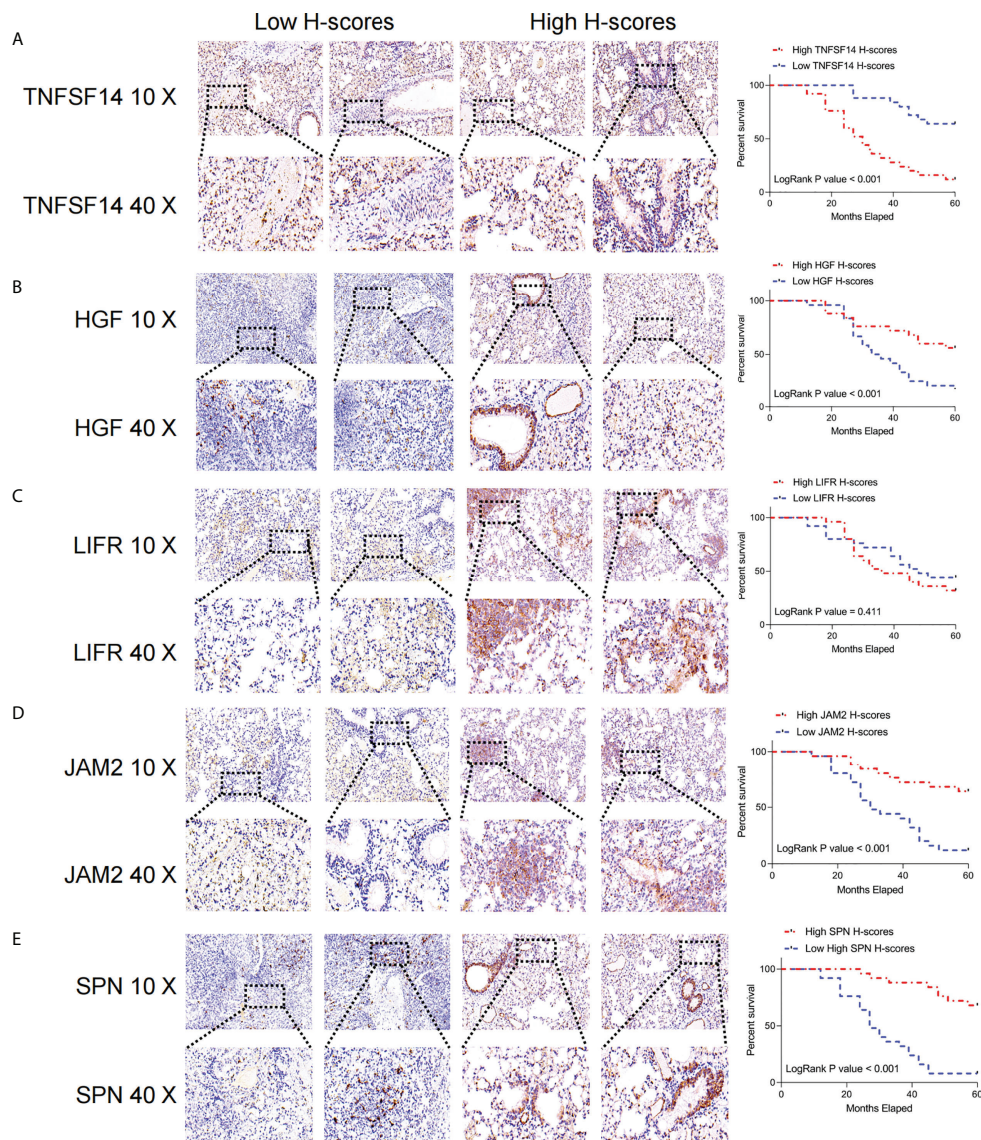 Low H-scores
High H-scores
A
TNFSF14 10 X
TNFSF14 40 X
High TNFSF14 H-scores
Low TNFSF14 H-scores
Percent survival
100
50
0
LogRank P value < 0.001
0
20
40
60
Months Elaped
B
HGF 10 X
HGF 40 X
High HGF H-scores
Low HGF H-scores
Percent survival
100
50
0
LogRank P value < 0.001
0
20
40
60
Months Elaped
C
LIFR 10 X
LIFR 40 X
High LIFR H-scores
Low LIFR H-scores
Percent survival
100
50
0
LogRank P value = 0.411
0
20
40
60
Months Elaped
D
JAM2 10 X
JAM2 40 X
High JAM2 H-scores
Low JAM2 H-scores
Percent survival
100
50
0
LogRank P value < 0.001
0
20
40
60
Months Elaped
E
SPN 10 X
SPN 40 X
High SPN H-scores
Low High SPN H-scores
Percent survival
100
50
0
LogRank P value < 0.001
0
20
40
60
Months Elaped